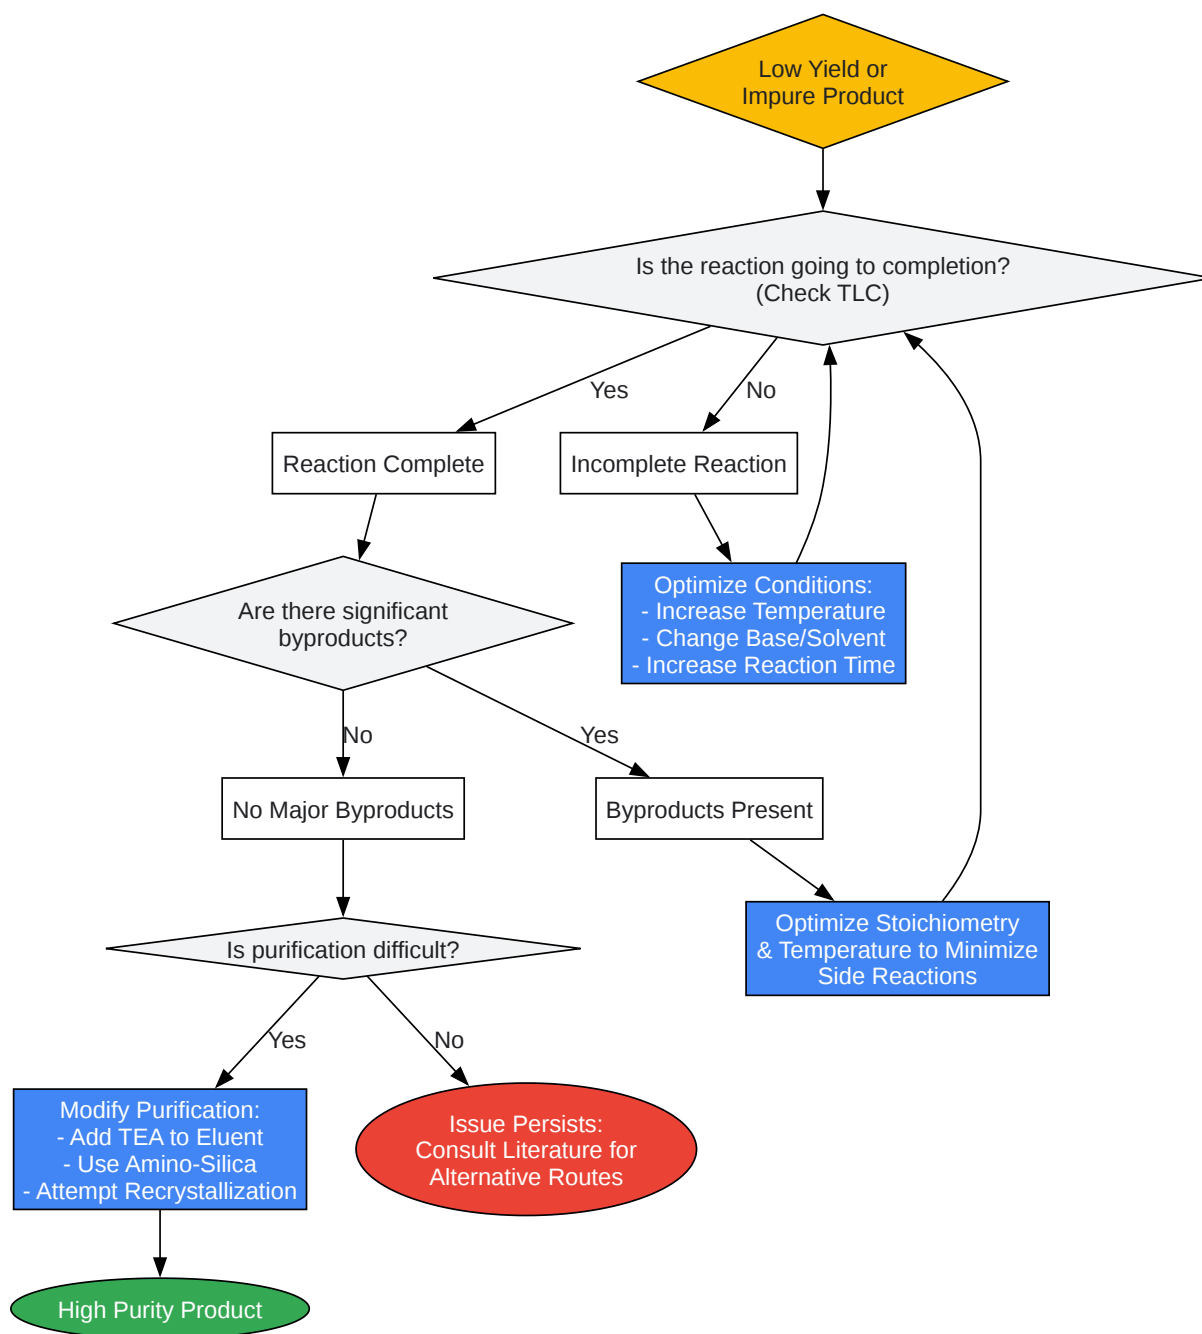 Low Yield or
Impure Product
Is the reaction going to completion?
(Check TLC)
Yes
No
Reaction Complete
Incomplete Reaction
Optimize Conditions:
- Increase Temperature
- Change Base/Solvent
- Increase Reaction Time
Are there significant
byproducts?
No
Yes
No Major Byproducts
Byproducts Present
Optimize Stoichiometry
& Temperature to Minimize
Side Reactions
Is purification difficult?
Yes
No
Modify Purification:
- Add TEA to Eluent
- Use Amino-Silica
- Attempt Recrystallization
Issue Persists:
Consult Literature for
Alternative Routes
High Purity Product